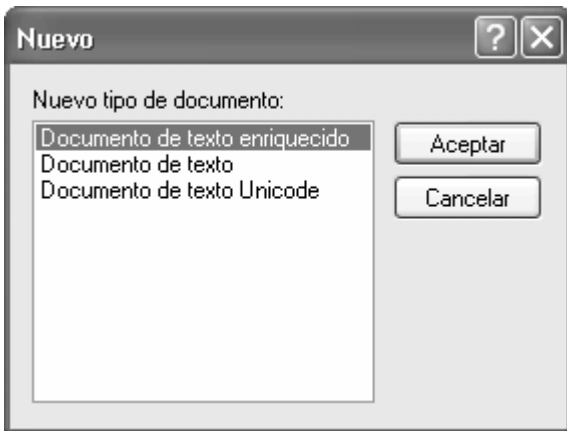 Nuevo
Nuevo tipo de documento:
Documento de texto enriquecido
Documento de texto
Documento de texto Unicode
Aceptar
Cancelar